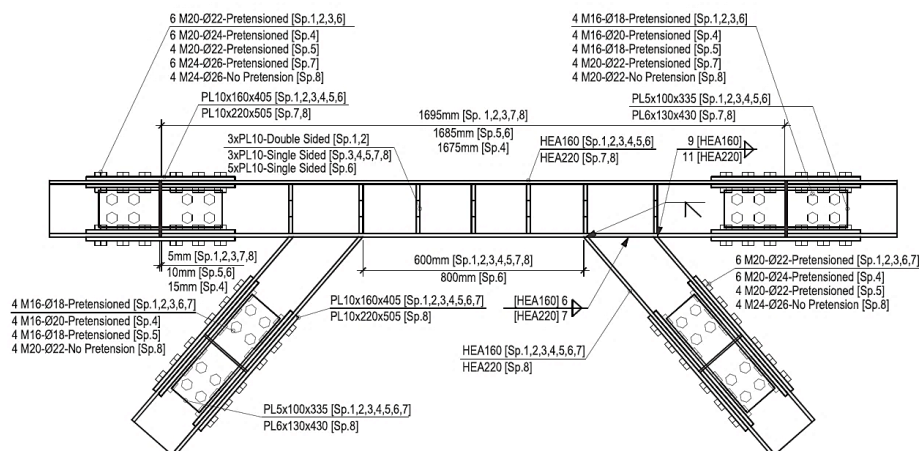 6 M20-Ø22-Pretensioned [Sp.1,2,3,6]
6 M20-Ø24-Pretensioned [Sp.4]
4 M20-Ø22-Pretensioned [Sp.5]
6 M24-Ø26-Pretensioned [Sp.7]
4 M24-Ø26-No Pretension [Sp.8]
4 M16-Ø18-Pretensioned [Sp.1,2,3,6]
4 M16-Ø20-Pretensioned [Sp.4]
4 M16-Ø18-Pretensioned [Sp.5]
4 M20-Ø22-Pretensioned [Sp.7]
4 M20-Ø22-No Pretension [Sp.8]
PL10x160x405 [Sp.1,2,3,4,5,6]
PL10x220x505 [Sp.7,8]
1695mm [Sp. 1,2,3,7,8]
1685mm [Sp.5,6]
1675mm [Sp.4]
PL5x100x335 [Sp.1,2,3,4,5,6]
PL6x130x430 [Sp.7,8]
3xPL10-Double Sided [Sp.1,2]
3xPL10-Single Sided [Sp.3,4,5,7,8]
5xPL10-Single Sided [Sp.6]
HEA160 [Sp.1,2,3,4,5,6]
HEA220 [Sp.7,8]
9 [HEA160]
11 [HEA220]
5mm [Sp.1,2,3,7,8]
10mm [Sp.5,6]
15mm [Sp.4]
600mm [Sp.1,2,3,4,5,7,8]
800mm [Sp.6]
6 M20-Ø22-Pretensioned [Sp.1,2,3,6,7]
6 M20-Ø24-Pretensioned [Sp.4]
4 M20-Ø22-Pretensioned [Sp.5]
4 M24-Ø26-No Pretension [Sp.8]
4 M16-Ø18-Pretensioned [Sp.1,2,3,6,7]
4 M16-Ø20-Pretensioned [Sp.4]
4 M16-Ø18-Pretensioned [Sp.5]
4 M20-Ø22-No Pretension [Sp.8]
PL10x160x405 [Sp.1,2,3,4,5,6,7]
PL10x220x505 [Sp.8]
[HEA160] 6
[HEA220] 7
HEA160 [Sp.1,2,3,4,5,6,7]
HEA220 [Sp.8]
PL5x100x335 [Sp.1,2,3,4,5,6,7]
PL6x130x430 [Sp.8]